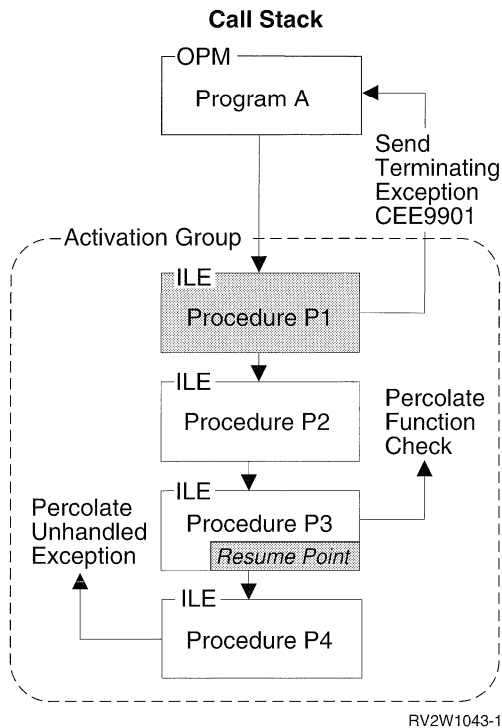 Call Stack
OPM
Program A
Send
Terminating
Exception
CEE9901
Activation Group
ILE
Procedure P1
ILE
Procedure P2
Percolate
Function
Check
ILE
Procedure P3
Resume Point
Percolate
Unhandled
Exception
ILE
Procedure P4
RV2W1043-1